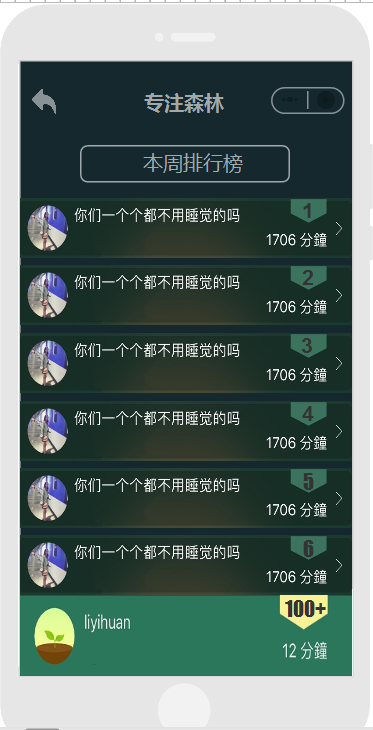 专注森林
本周排行榜
你们一个个都不用睡觉的吗
1
1706 分鐘
你们一个个都不用睡觉的吗
2
1706 分鐘
你们一个个都不用睡觉的吗
3
1706 分鐘
你们一个个都不用睡觉的吗
4
1706 分鐘
你们一个个都不用睡觉的吗
5
1706 分鐘
你们一个个都不用睡觉的吗
6
1706 分鐘
liyihuan
100+
12 分鐘